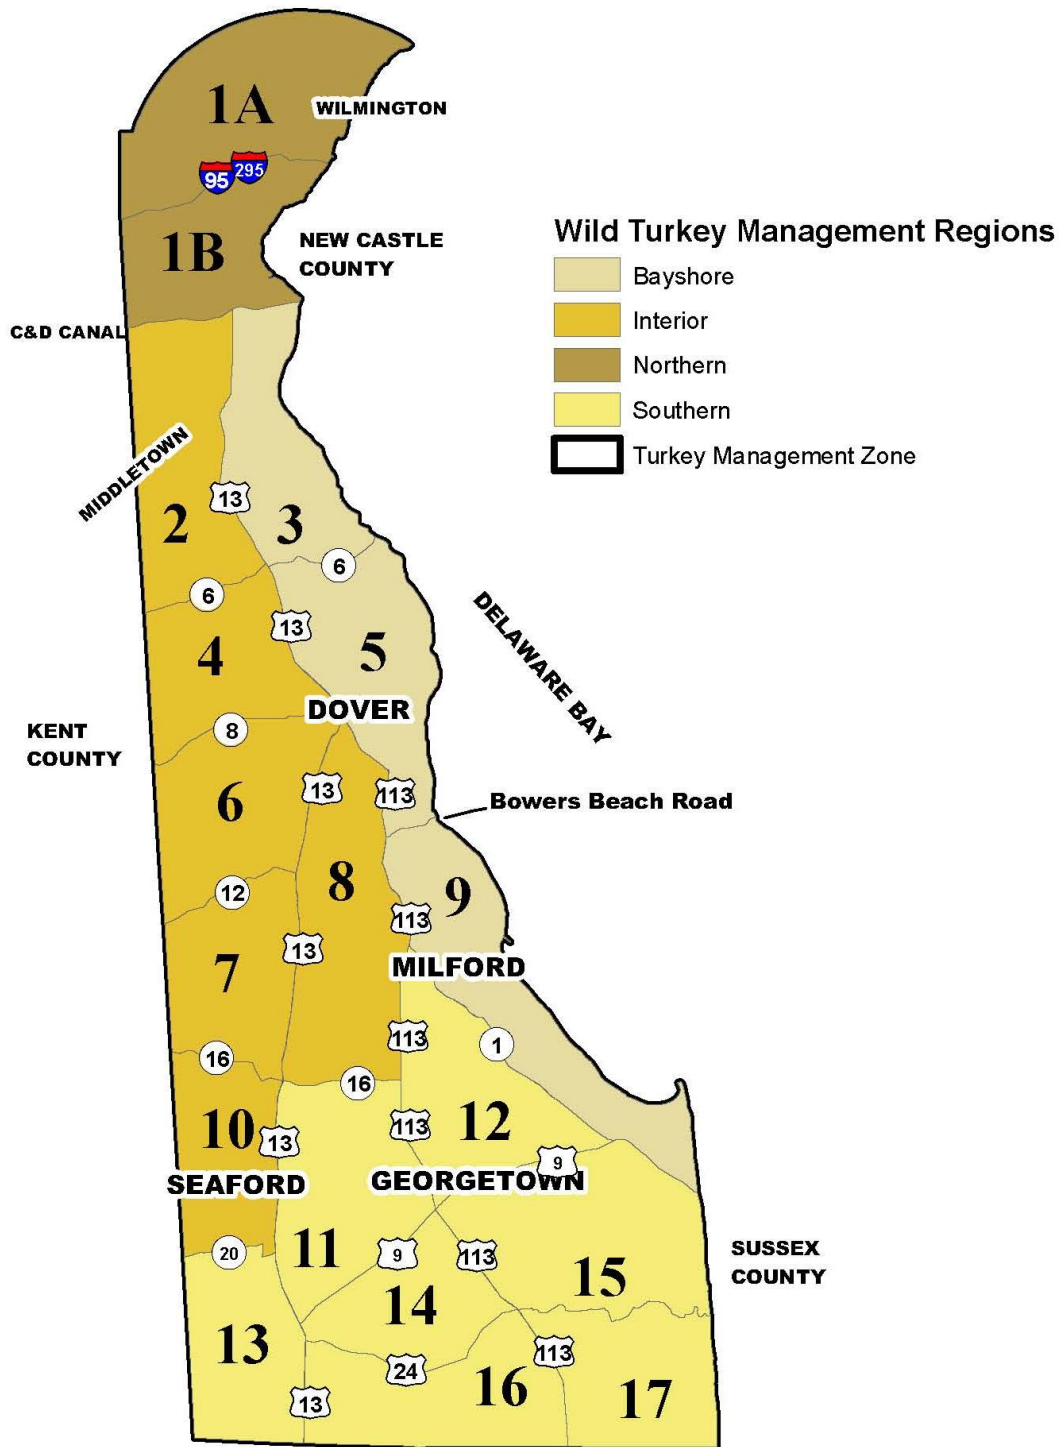 1A
WILMINGTON
95
295
1B
NEW CASTLE
COUNTY
Wild Turkey Management Regions
Bayshore
Interior
Northern
Southern
Turkey Management Zone
C&D CANAL
MIDDLETOWN
13
2
3
6
6
13
4
5
DELAWARE BAY
DOVER
KENT
COUNTY
8
6
13
113
Bowers Beach Road
8
12
9
113
13
7
MILFORD
113
1
16
16
10
13
113
12
9
SEAFORD
GEORGETOWN
11
20
9
113
15
SUSSEX
COUNTY
14
13
113
24
16
17
13